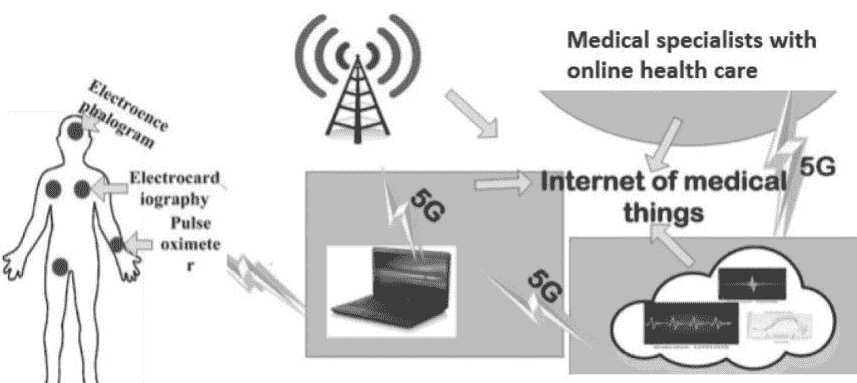 Electroence
phalogram
Electrocard
iography
Pulse
oximete
r
5G
5G
Medical specialists with
online health care
5G
Internet of medical
things